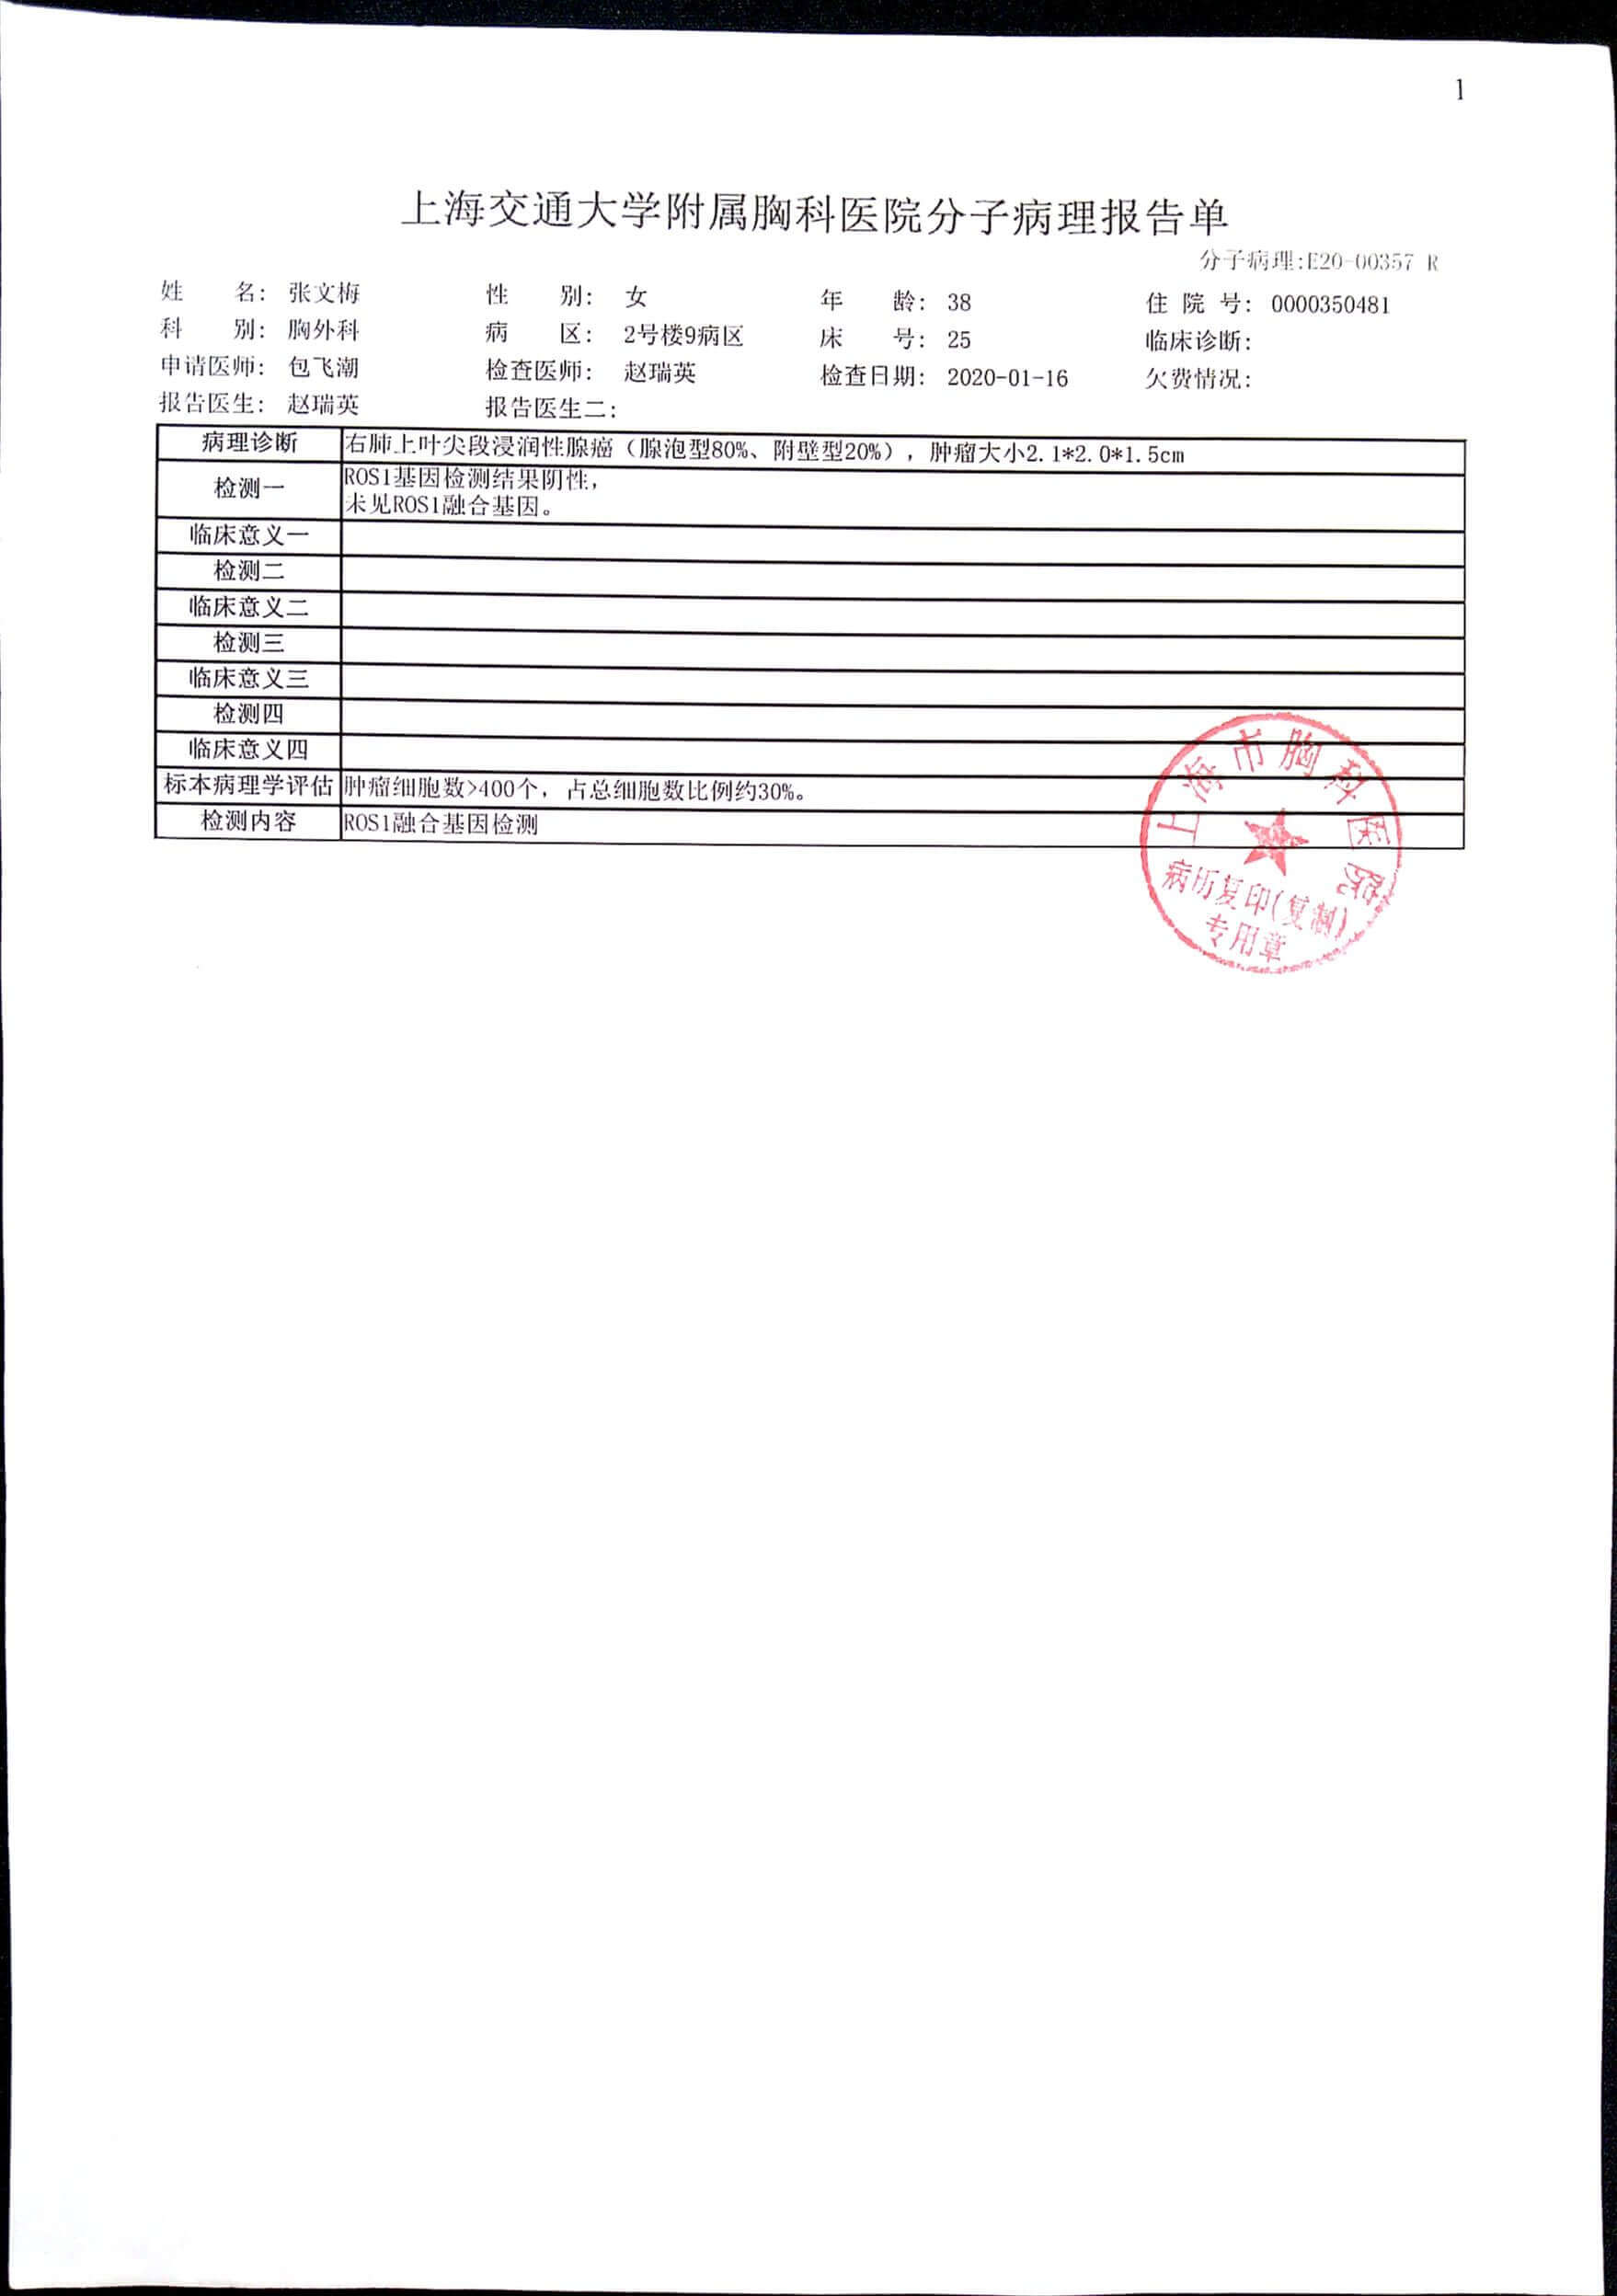 1
上海交通大学附属胸科医院分子病理报告单
分子病理:E20-00357 R
姓 名: 张文梅 性 别: 女 年 龄: 38 住 院 号: 0000350481
科 别: 胸外科 病 区: 2号楼9病区 床 号: 25 临床诊断:
申请医师: 包飞潮 检查医师: 赵瑞英 检查日期: 2020-01-16 欠费情况:
报告医生: 赵瑞英 报告医生二:
病理诊断 右肺上叶尖段浸润性腺癌（腺泡型80%、附壁型20%），肿瘤大小2.1*2.0*1.5cm
检测一 ROS1基因检测结果阴性，
未见ROS1融合基因。
临床意义一
检测二
临床意义二
检测三
临床意义三
检测四
临床意义四
标本病理学评估 肿瘤细胞数>400个，占总细胞数比例约30%。
检测内容 ROS1融合基因检测
上海市胸科医院
病历复印(复制)
专用章